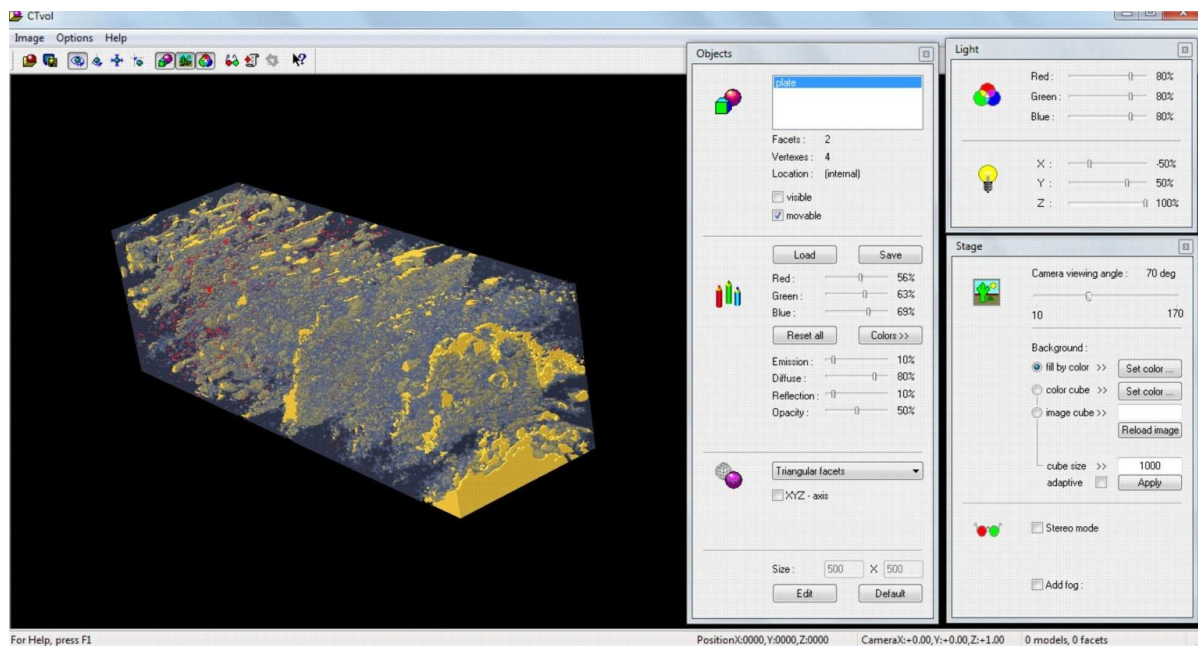 CTvol
Image Options Help
Objects
plate
Facets : 2
Vertexes : 4
Location : (internal)
visible
movable
Load Save
Red : 56%
Green : 63%
Blue : 69%
Reset all Colors >>
Emission : 10%
Diffuse : 80%
Reflection : 10%
Opacity : 50%
Triangular facets
XYZ - axis
Size : 500 X 500
Edit Default
Light
Red : 80%
Green : 80%
Blue : 80%
X : -50%
Y : 50%
Z : 100%
Stage
Camera viewing angle : 70 deg
10 170
Background :
fill by color >> Set color ...
color cube >> Set color ...
image cube >>
Reload image
cube size >> 1000
adaptive Apply
Stereo mode
Add fog :
For Help, press F1 PositionX:0000,Y:0000,Z:0000 CameraX:+0.00,Y:+0.00,Z:+1.00 0 models, 0 facets